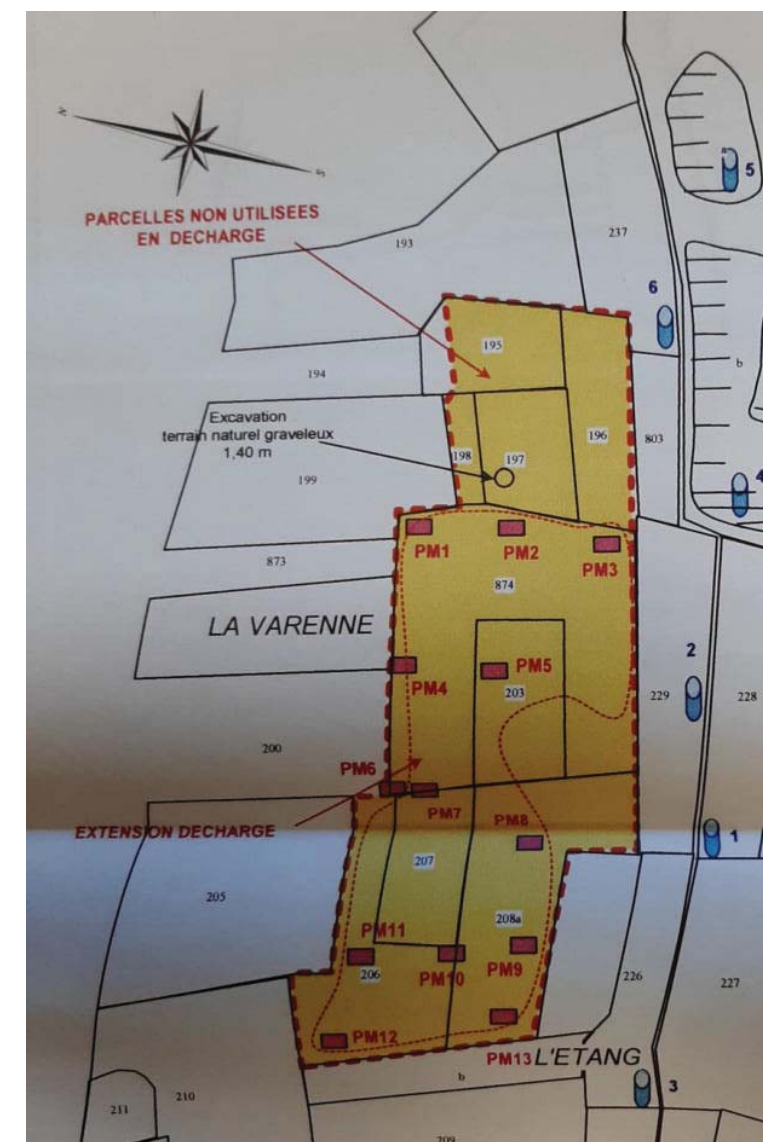 N
S
PARCELLES NON UTILISEES
EN DECHARGE
5
193
237
6
195
b
194
Excavation
terrain naturel graveleux
1,40 m
198
197
196
803
199
4
PM1
PM2
PM3
873
874
LA VARENNE
2
PM4
PM5
203
229
228
200
PM6
PM7
PM8
EXTENSION DECHARGE
1
207
205
208a
PM11
PM10
PM9
206
226
227
PM12
PM13
L'ETANG
b
3
210
211
209